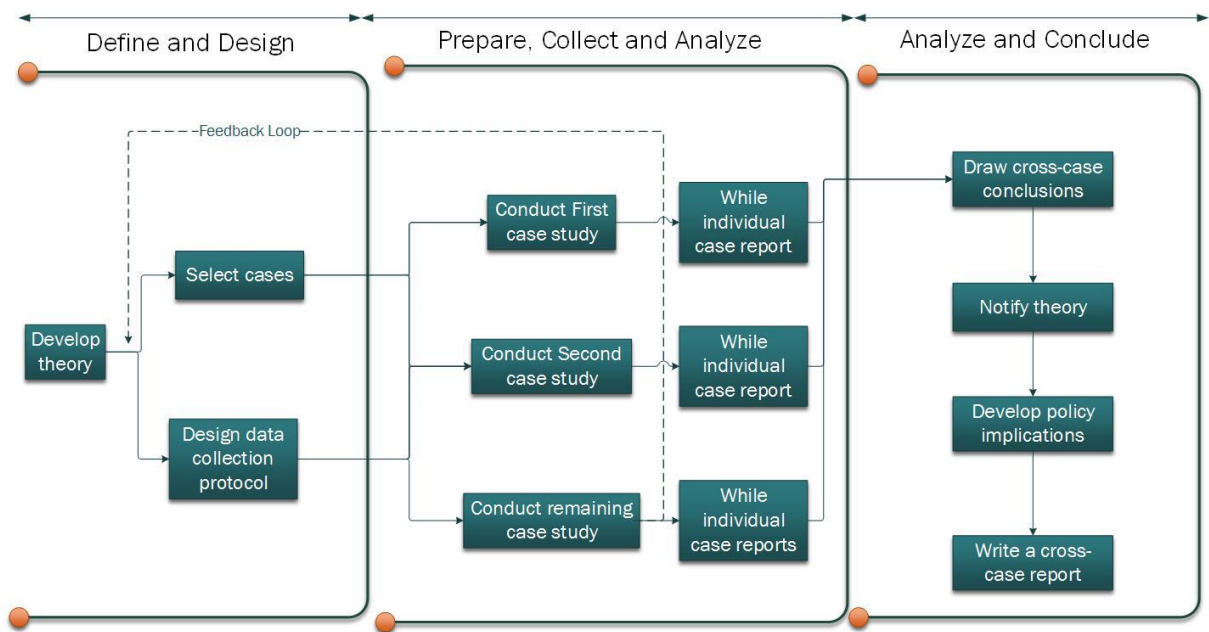 Define and Design
Prepare, Collect and Analyze
Analyze and Conclude
Feedback Loop
Develop
theory
Select cases
Design data
collection
protocol
Conduct First
case study
While
individual
case report
Conduct Second
case study
While
individual
case report
Conduct remaining
case study
While
individual
case reports
Draw cross-case
conclusions
Notify theory
Develop policy
implications
Write a cross-
case report